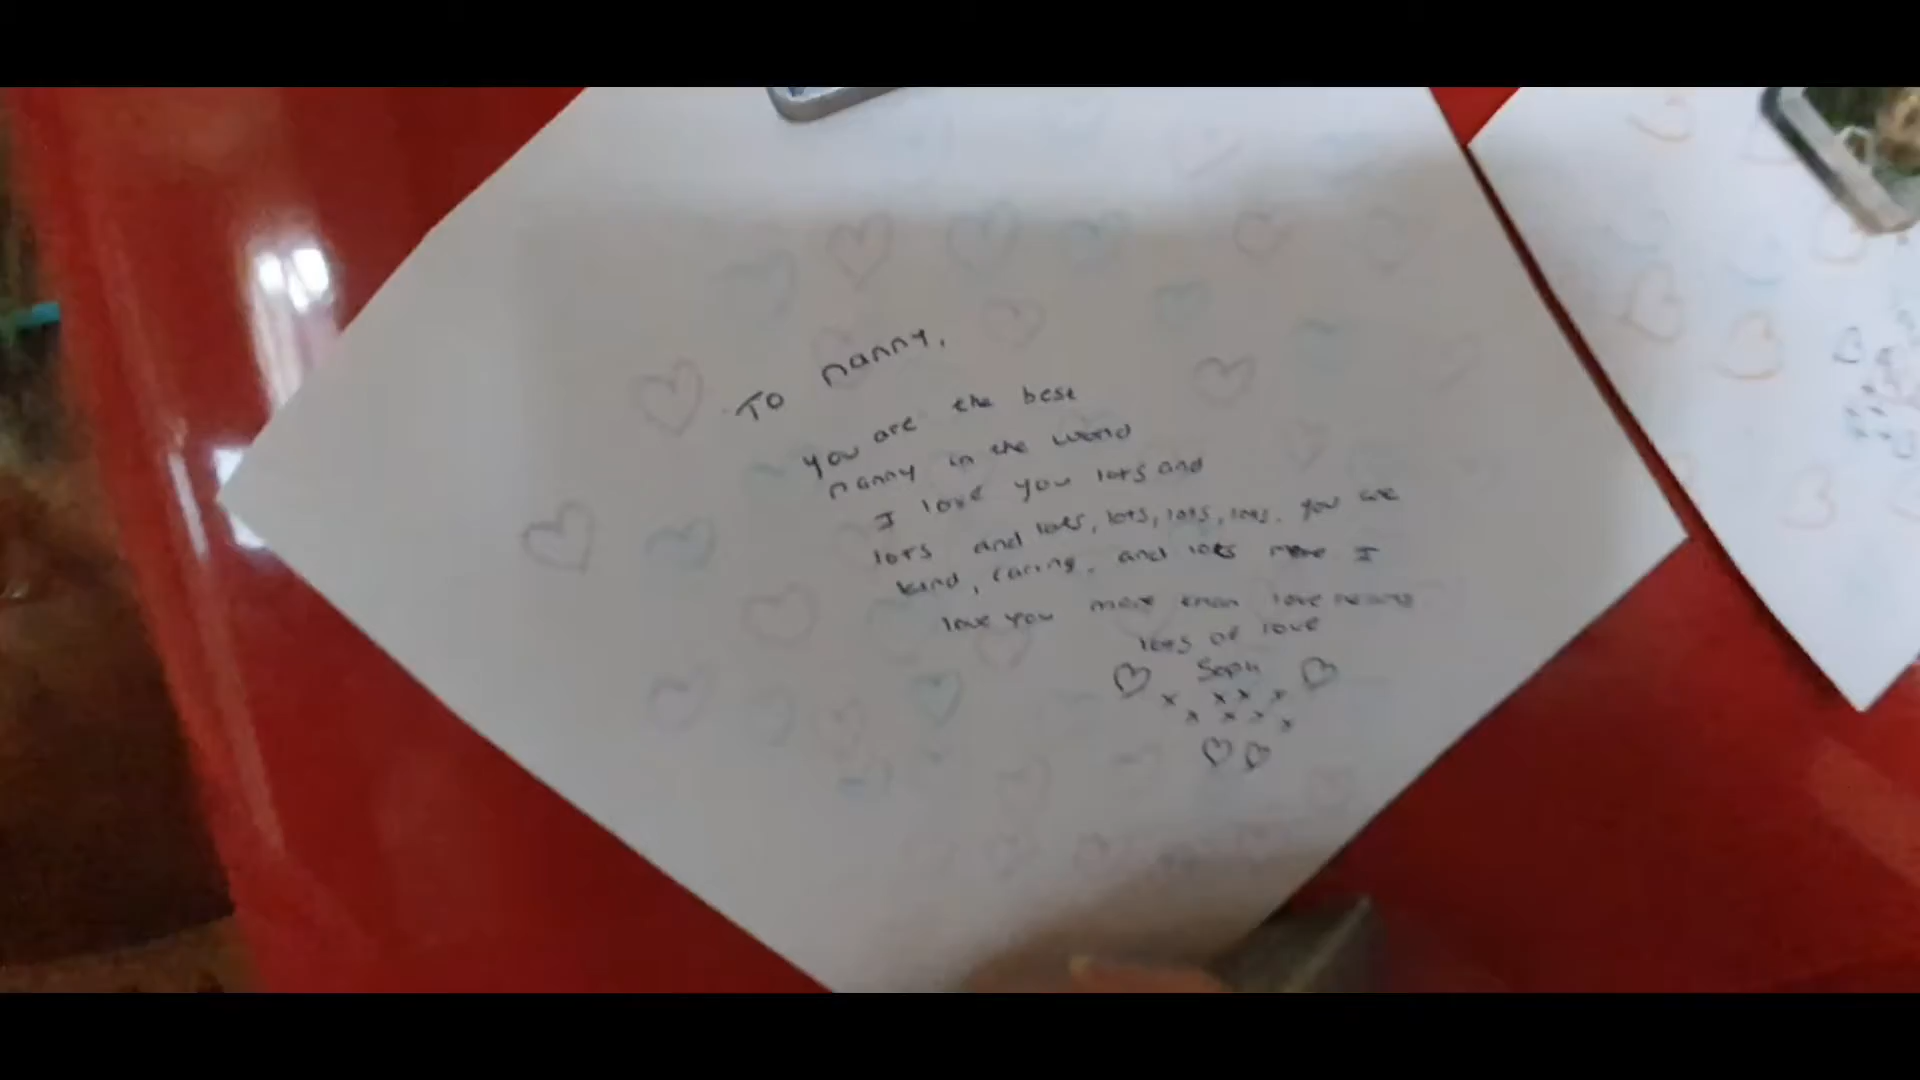 To nanny,
you are the best
nanny in the world
I love you lots and
lots and lots, lots, lots, lots. you are
kind, caring, and lots more I
love you more than love
lots of love
Soph
x x x x
x x x x